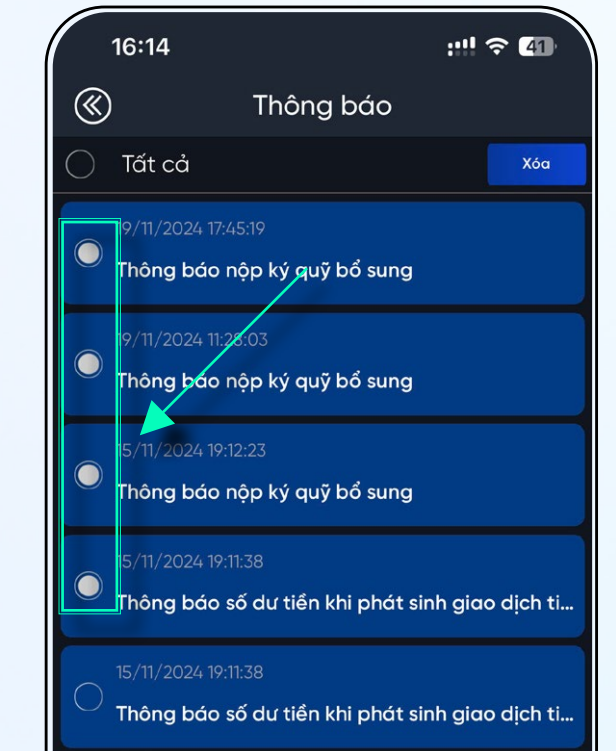 16:14
41
Thông báo
Tất cả
Xóa
19/11/2024 17:45:19
Thông báo nộp ký quỹ bổ sung
19/11/2024 11:28:03
Thông báo nộp ký quỹ bổ sung
15/11/2024 19:12:23
Thông báo nộp ký quỹ bổ sung
15/11/2024 19:11:38
Thông báo số dư tiền khi phát sinh giao dịch ti...
15/11/2024 19:11:38
Thông báo số dư tiền khi phát sinh giao dịch ti...